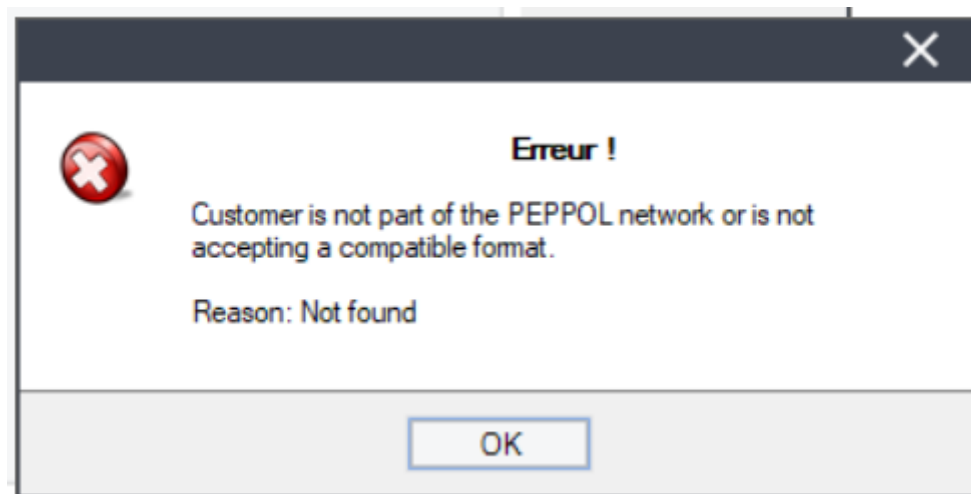 Erreur !
Customer is not part of the PEPPOL network or is not
accepting a compatible format.
Reason: Not found
OK